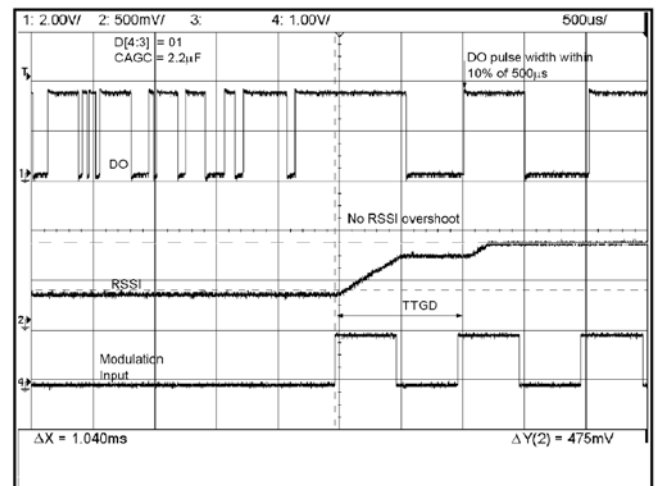 1: 2.00V/ 2: 500mV/ 3: 4: 1.00V/ 500us/
D[4:3] = 01
CAGC = 2.2µF
DO pulse width within
10% of 500µs
T
DO
1
No RSSI overshoot
RSSI
TTGD
2
Modulation
Input
4
ΔX = 1.040ms ΔY(2) = 475mV